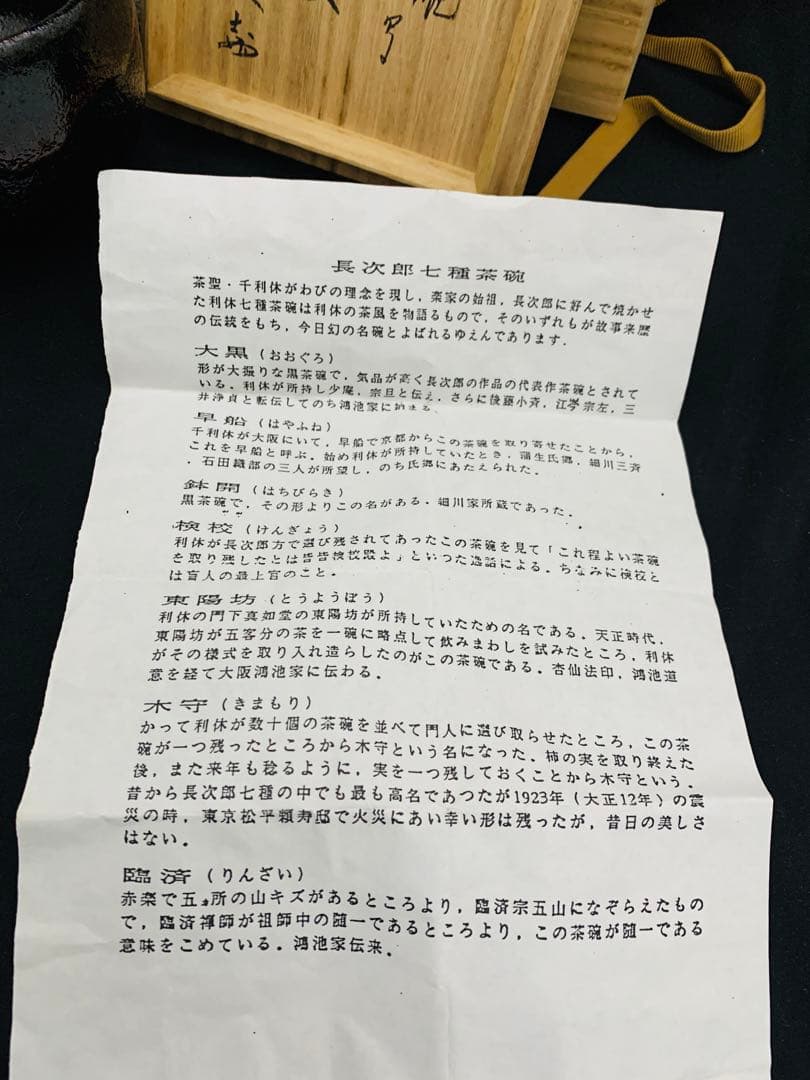 寿
長次郎七種茶碗
茶聖・千利休がわびの理念を現し，楽家の始祖，長次郎に好んで焼かせ
た利休七種茶碗は利休の茶風を物語るもので，そのいずれもが故事来歴
の伝統をもち，今日幻の名碗とよばれるゆえんであります．
大黒（おおぐろ）
形が大振りな黒茶碗で，気品が高く長次郎の作品の代表作茶碗とされて
いる．利休が所持し少庵，宗旦と伝え，さらに後藤小斉，江岑宗左，三
井浄貞と転伝してのち鴻池家に始まる．
早船（はやふね）
千利休が大阪にいて，早船で京都からこの茶碗を取り寄せたことから，
これを早船と呼ぶ．始め利休が所持していたとき，蒲生氏郷，細川三斉
，石田織部の三人が所望し，のち氏郷にあたえられた．
鉢開（はちびらき）
黒茶碗で，その形よりこの名がある．細川家所蔵であった．
検校（けんぎょう）
利休が長次郎方で選び残されてあったこの茶碗を見て「これ程よい茶碗
を取り残したとは皆皆検校殿よ」といつた逸話による．ちなみに検校と
は盲人の最上官のこと。
東陽坊（とうようぼう）
利休の門下真如堂の東陽坊が所持していたための名である．天正時代，
東陽坊が五客分の茶を一碗に略点して飲みまわしを試みたところ，利休
がその様式を取り入れ造らしたのがこの茶碗である．杏仙法印，鴻池道
意を経て大阪鴻池家に伝わる．
木守（きまもり）
かって利休が数十個の茶碗を並べて門人に選び取らせたところ，この茶
碗が一つ残ったところから木守という名になった．柿の実を取り終えた
後，また来年も稔るように，実を一つ残しておくことから木守という．
昔から長次郎七種の中でも最も高名であつたが1923年（大正12年）の震
災の時，東京松平頼寿邸で火災にあい幸い形は残ったが，昔日の美しさ
はない．
臨済（りんざい）
赤楽で五ヵ所の山キズがあるところより，臨済宗五山になぞらえたもの
で，臨済禅師が祖師中の随一であるところより，この茶碗が随一である
意味をこめている．鴻池家伝来．